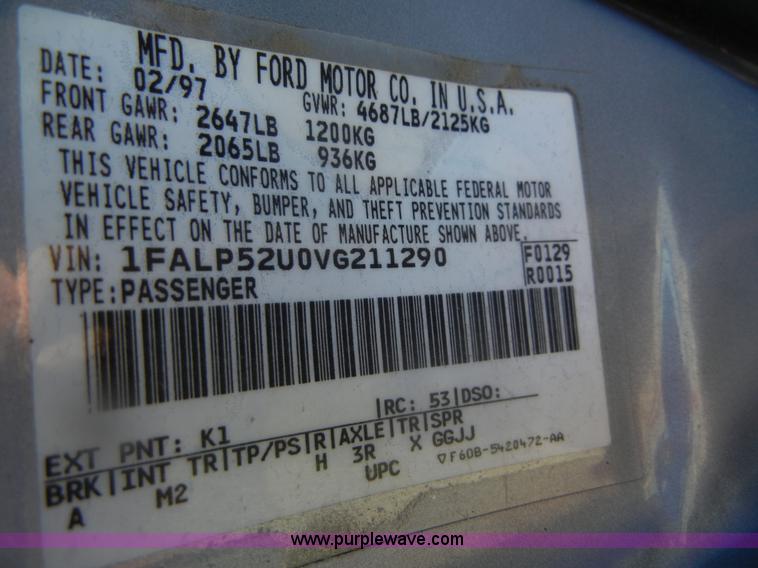 MFD. BY FORD MOTOR CO. IN U.S.A.
DATE: 02/97 GVWR: 4687LB/2125KG
FRONT GAWR: 2647LB 1200KG
REAR GAWR: 2065LB 936KG
THIS VEHICLE CONFORMS TO ALL APPLICABLE FEDERAL MOTOR
VEHICLE SAFETY, BUMPER, AND THEFT PREVENTION STANDARDS
IN EFFECT ON THE DATE OF MANUFACTURE SHOWN ABOVE.
VIN: 1FALP52U0VG211290 F0129
TYPE: PASSENGER R0015
EXT PNT: K1 |RC: 53|DSO:
BRK|INT TR|TP/PS|R|AXLE|TR|SPR
A M2 H 3R X GGJJ
UPC ▽F60B-5420472-AA
www.purplewave.com